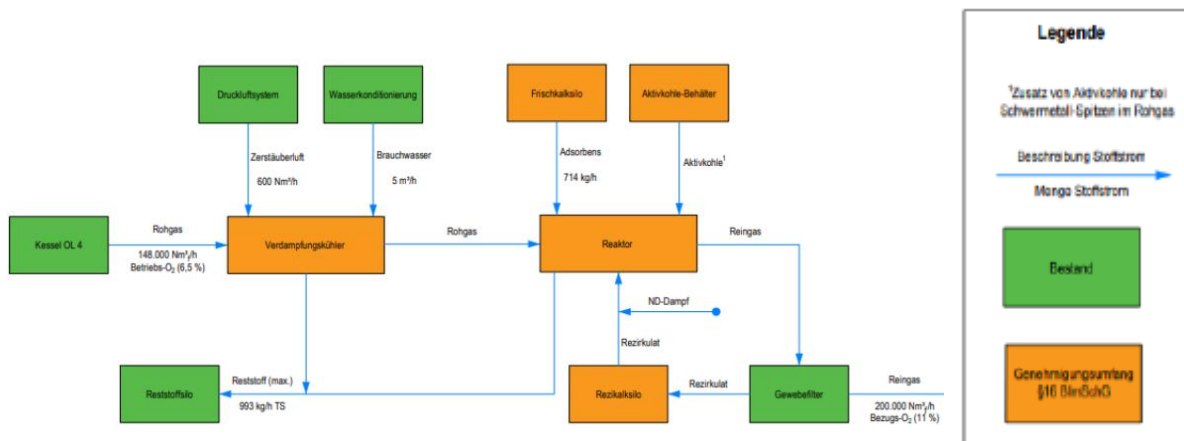 Druckluftsystem
Wasserkonditionierung
Frischkalksilo
Aktivkohle-Behälter
Zerstäuberluft
600 Nm³/h
Brauchwasser
5 m³/h
Adsorbens
714 kg/h
Aktivkohle¹
Kessel OL 4
Rohgas
148.000 Nm³/h
Betriebs-O₂ (6,5 %)
Verdampfungskühler
Rohgas
Reaktor
Reingas
ND-Dampf
Rezirkulat
Reststoffsilo
Reststoff (max.)
993 kg/h TS
Rezikalksilo
Rezirkulat
Gewebefilter
Reingas
200.000 Nm³/h
Bezugs-O₂ (11 %)
Legende
¹Zusatz von Aktivkohle nur bei
Schwermetall-Spitzen im Rohgas
Beschreibung Stoffstrom
Menge Stoffstrom
Bestand
Genehmigungsumfang
§16 BImSchG